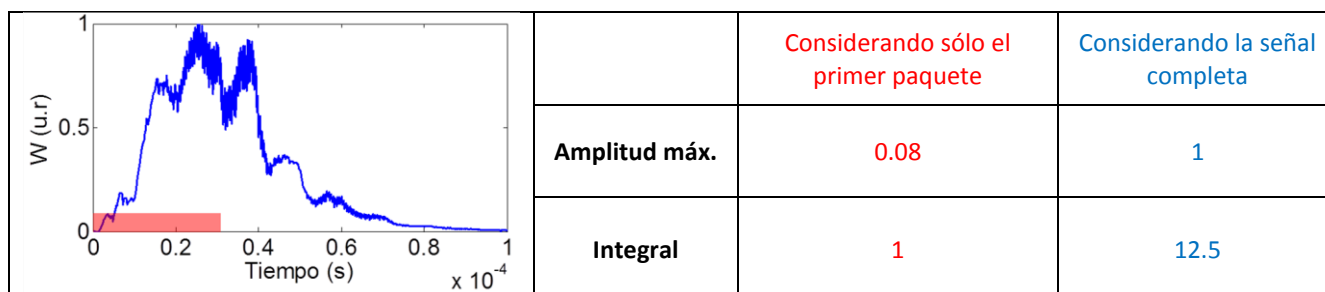 1
0.5
0
W (u.r)
0 0.2 0.4 0.6 0.8 1
Tiempo (s)
x 10⁻⁴
Considerando sólo el
primer paquete
Considerando la señal
completa
Amplitud máx. 0.08 1
Integral 1 12.5